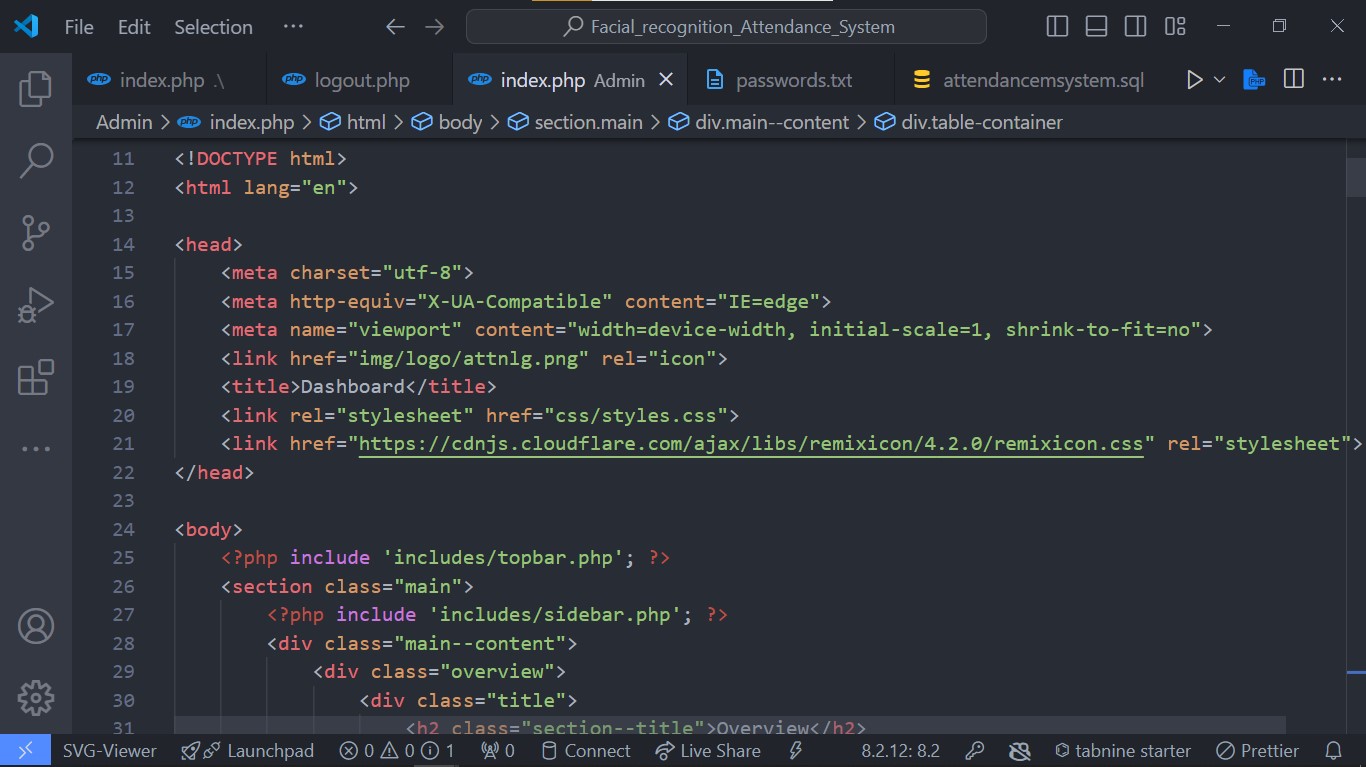 File Edit Selection ··· Facial_recognition_Attendance_System
php index.php .\ php logout.php php index.php Admin passwords.txt attendancemsystem.sql PHP ···
Admin > php index.php > html > body > section.main > div.main--content > div.table-container
11 <!DOCTYPE html>
12 <html lang="en">
13
14 <head>
15 <meta charset="utf-8">
16 <meta http-equiv="X-UA-Compatible" content="IE=edge">
17 <meta name="viewport" content="width=device-width, initial-scale=1, shrink-to-fit=no">
18 <link href="img/logo/attnlg.png" rel="icon">
19 <title>Dashboard</title>
20 <link rel="stylesheet" href="css/styles.css">
21 <link href="https://cdnjs.cloudflare.com/ajax/libs/remixicon/4.2.0/remixicon.css" rel="stylesheet">
22 </head>
23
24 <body>
25 <?php include 'includes/topbar.php'; ?>
26 <section class="main">
27 <?php include 'includes/sidebar.php'; ?>
28 <div class="main--content">
29 <div class="overview">
30 <div class="title">
31 <h2 class="section--title">Overview</h2>
SVG-Viewer Launchpad 0 0 1 0 Connect Live Share 8.2.12: 8.2 tabnine starter Prettier